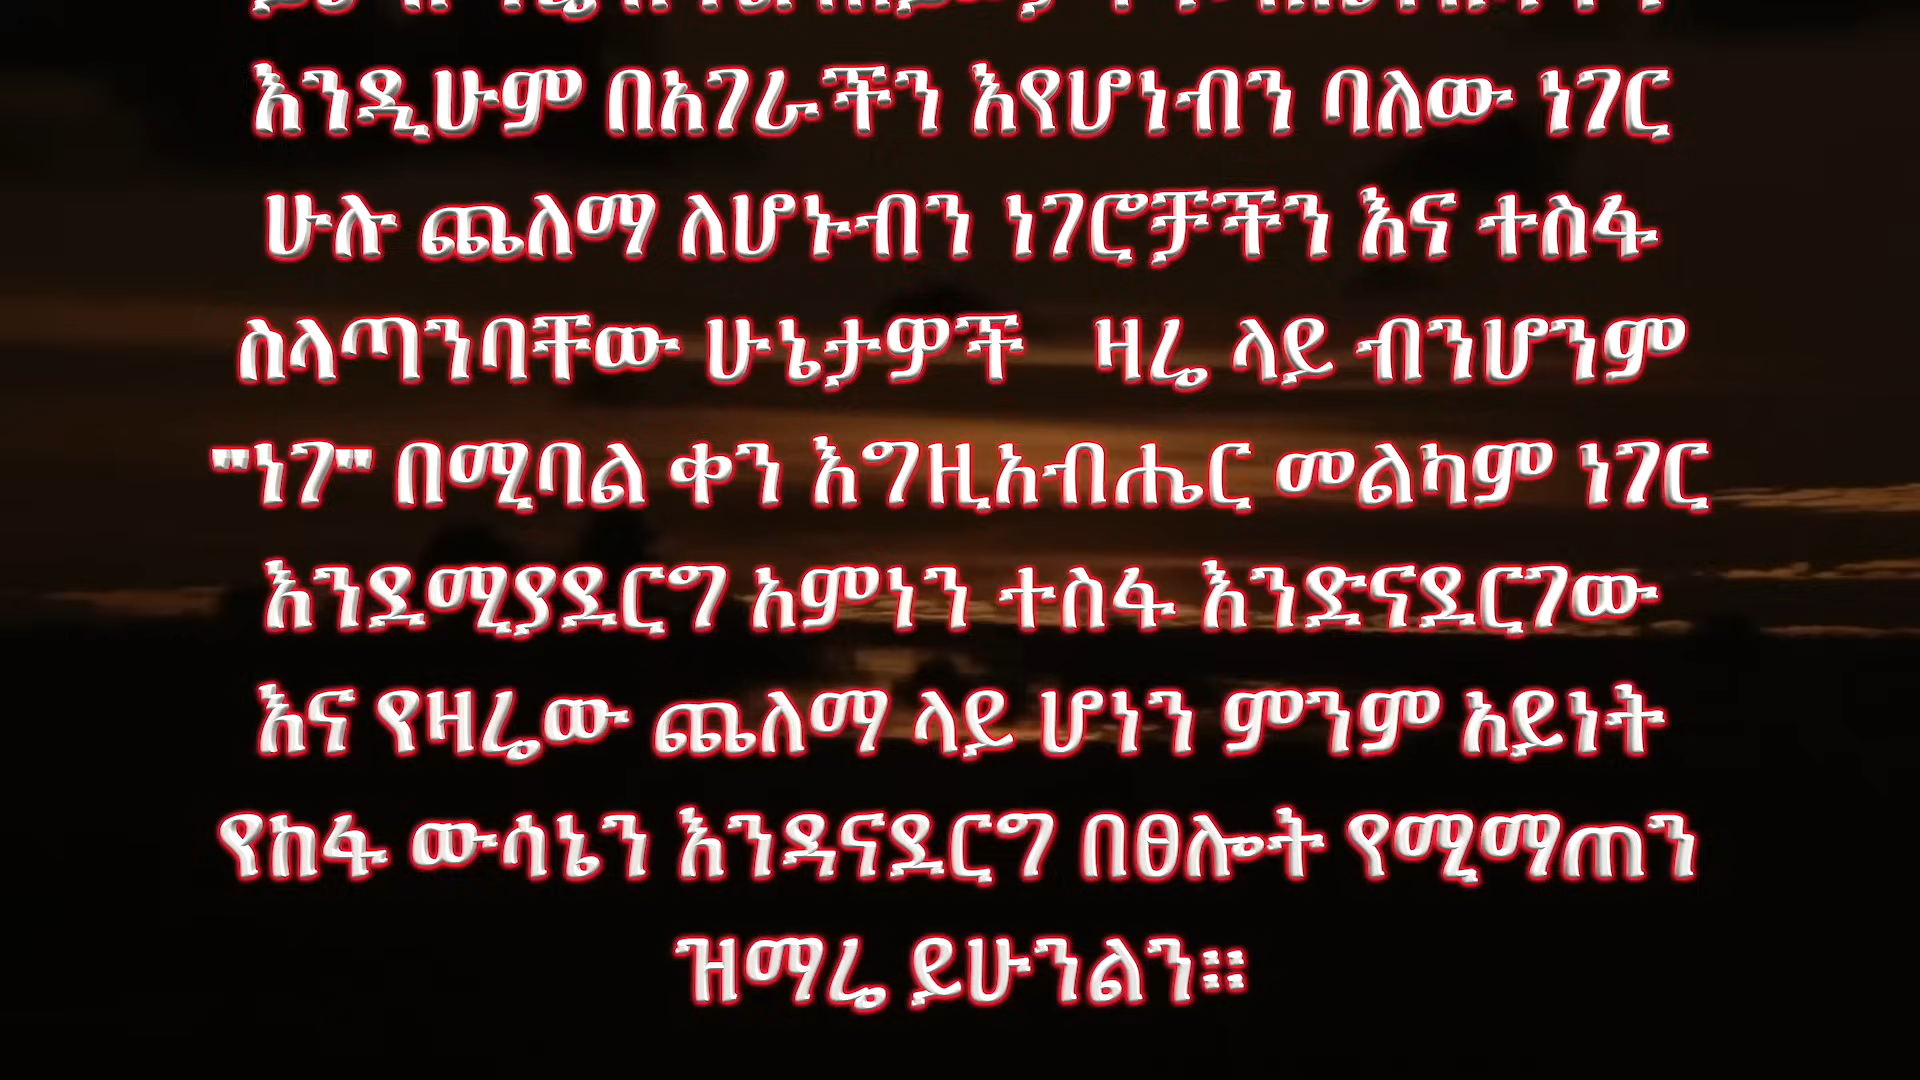 እንዲሁም በአገራችን እየሆነብን ባለው ነገር
ሁሉ ጨለማ ለሆኑብን ነገሮቻችን እና ተስፋ
ስላጣንባቸው ሁኔታዎች ዛሬ ላይ ብንሆንም
"ነገ" በሚባል ቀን እግዚአብሔር መልካም ነገር
እንደሚያደርግ አምነን ተስፋ እንድናደርገው
እና የዛሬው ጨለማ ላይ ሆነን ምንም አይነት
የከፋ ውሳኔን እንዳናደርግ በፀሎት የሚማጠን
ዝማሬ ይሁንልን።